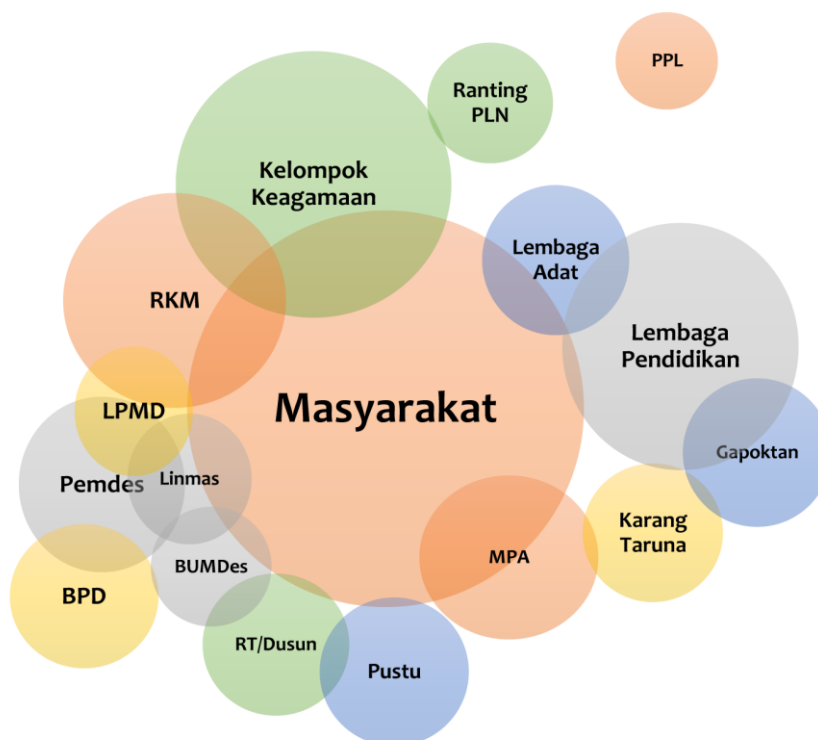 PPL
Ranting
PLN
Kelompok
Keagamaan
Lembaga
Adat
RKM
Lembaga
Pendidikan
LPMD
Masyarakat
Gapoktan
Pemdes
Linmas
Karang
Taruna
MPA
BUMDes
BPD
RT/Dusun
Pustu